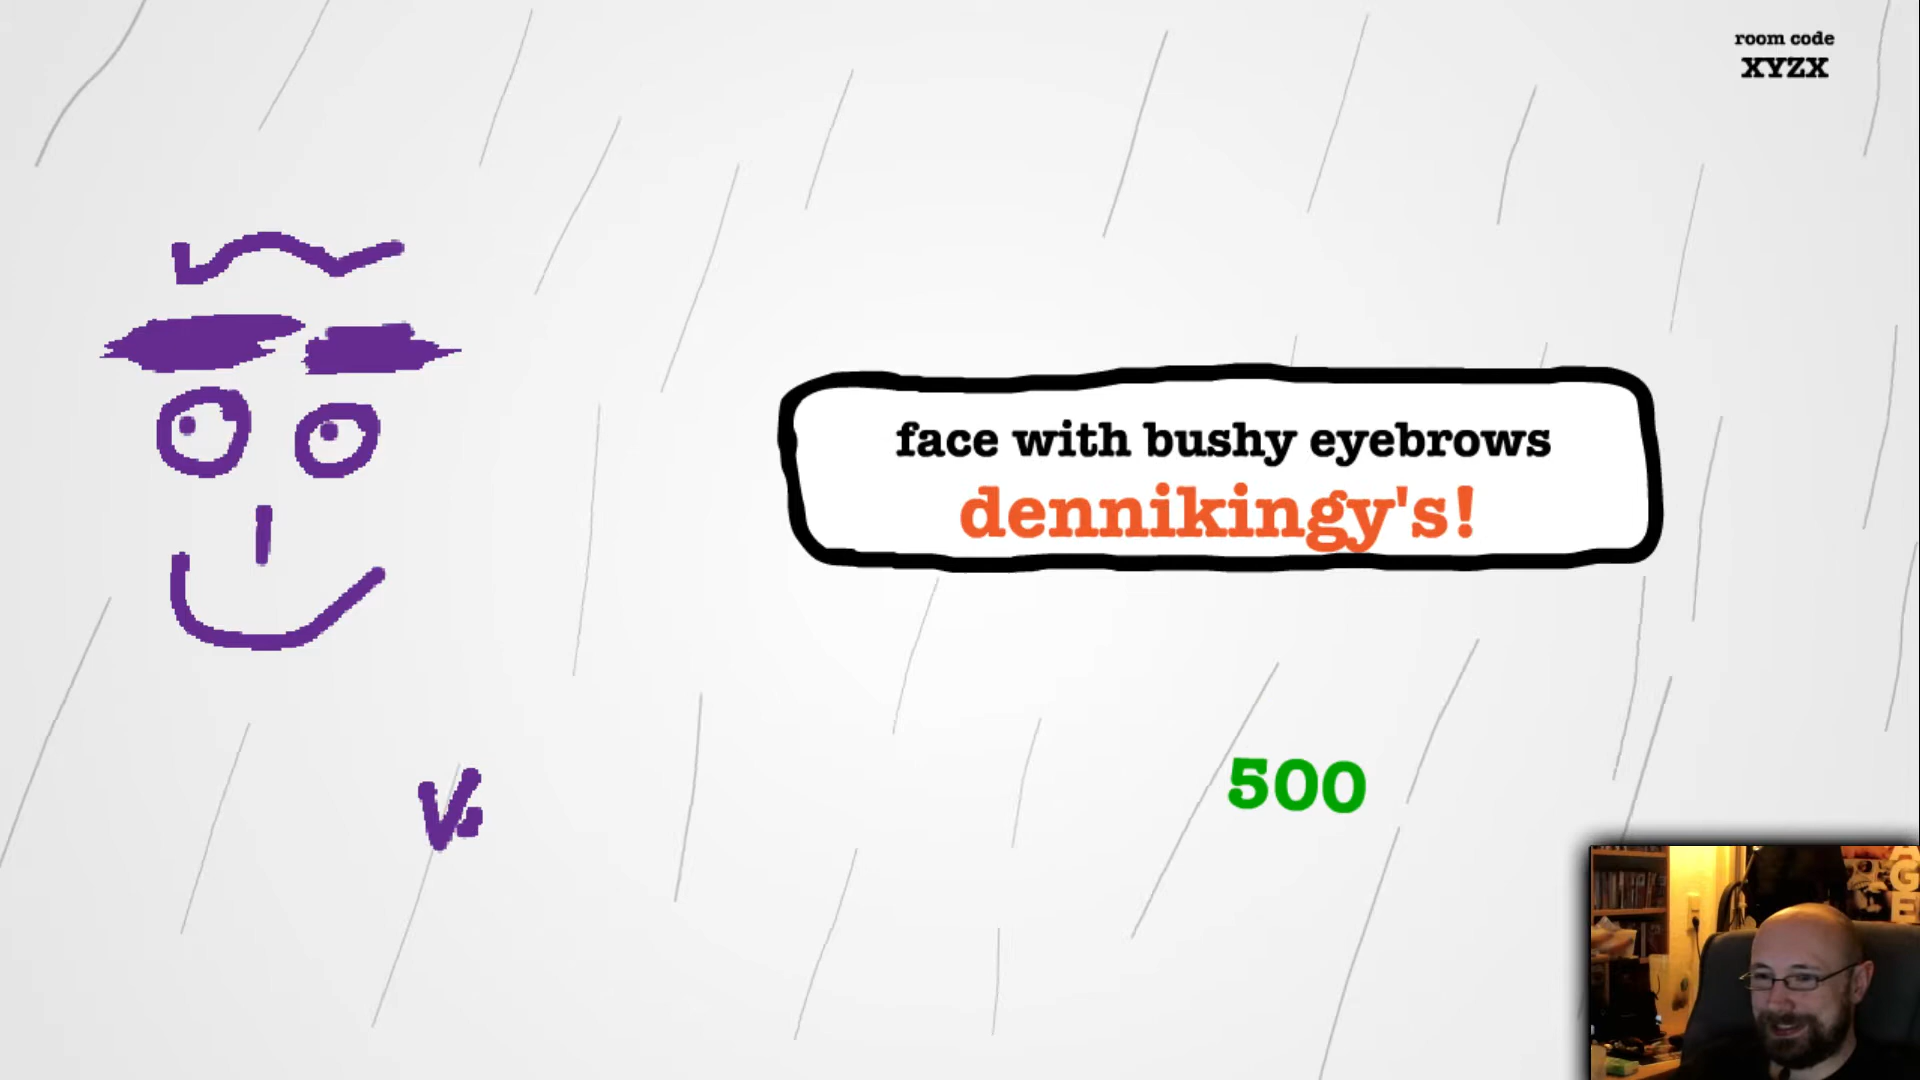 room code
XYZX
face with bushy eyebrows
dennikingy's!
500